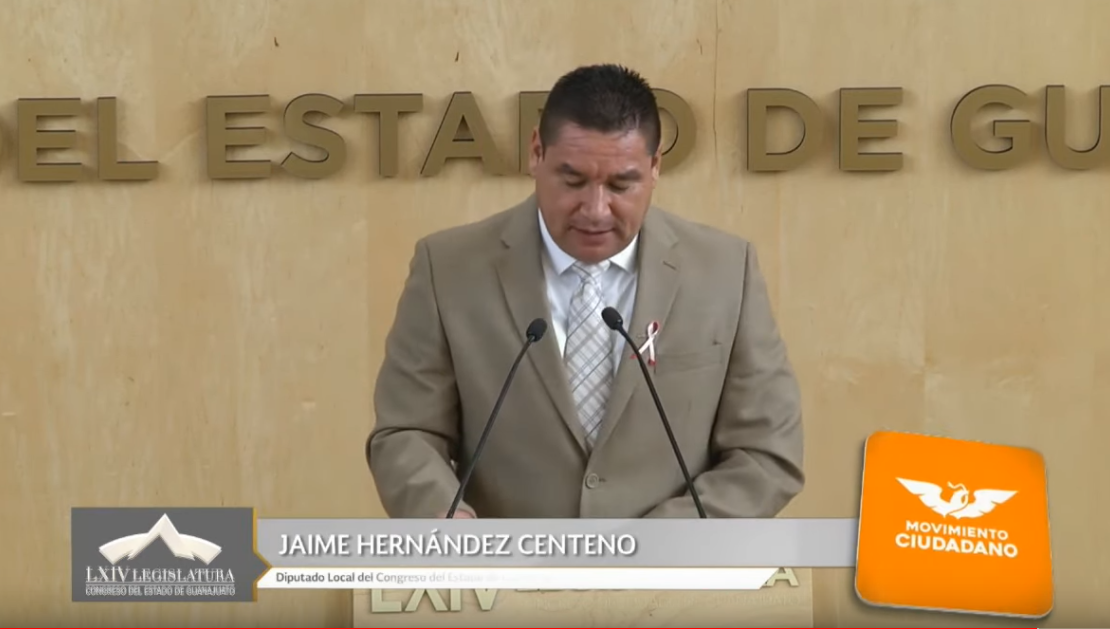 DEL ESTADO DE GU
JAIME HERNÁNDEZ CENTENO
Diputado Local del Congreso del Estado de
LXIV LEGISLATURA
CONGRESO DEL ESTADO DE GUANAJUATO
MOVIMIENTO
CIUDADANO
LXIV